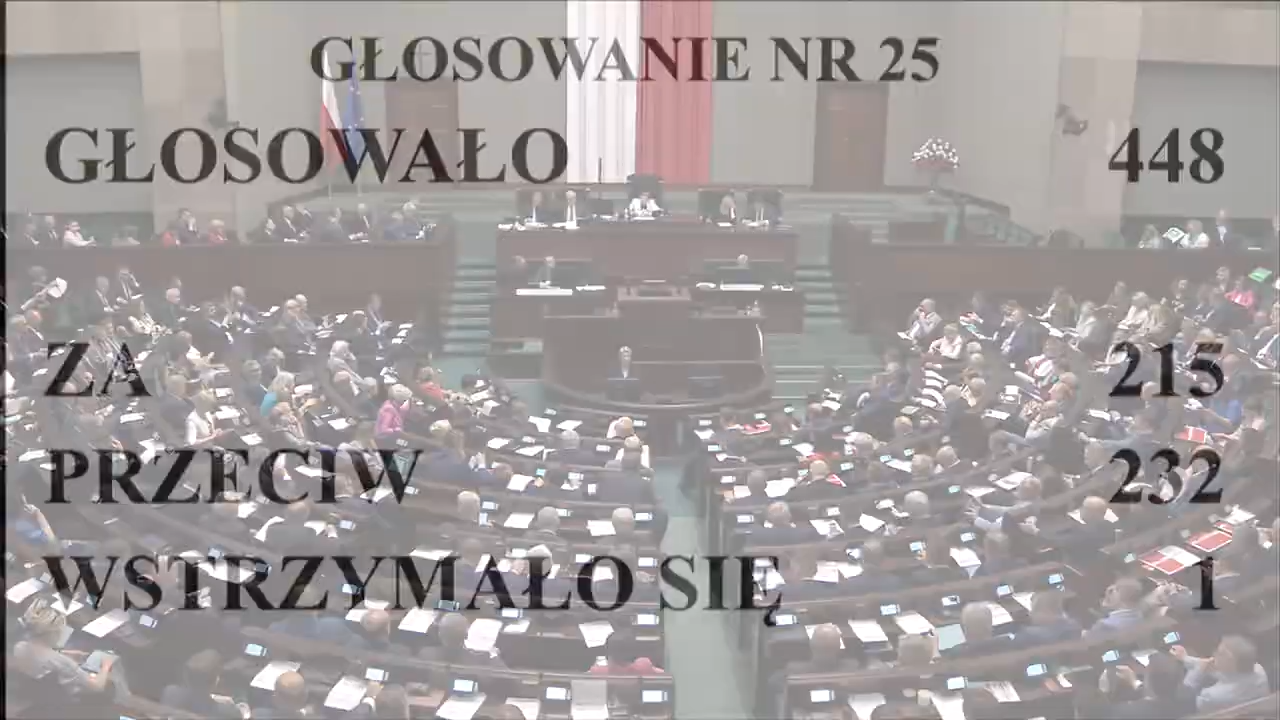 GŁOSOWANIE NR 25
GŁOSOWAŁO 448
ZA 215
PRZECIW 232
WSTRZYMAŁO SIĘ 1